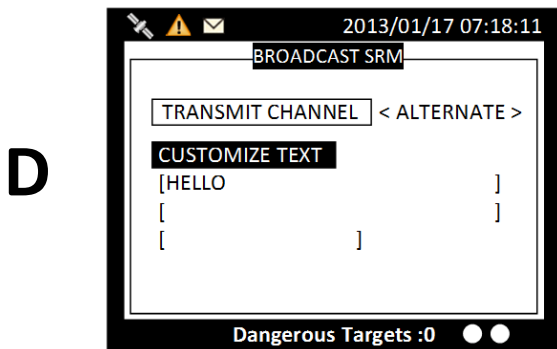 D
2013/01/17 07:18:11
BROADCAST SRM
TRANSMIT CHANNEL < ALTERNATE >
CUSTOMIZE TEXT
[HELLO ]
[ ]
[ ]
Dangerous Targets :0